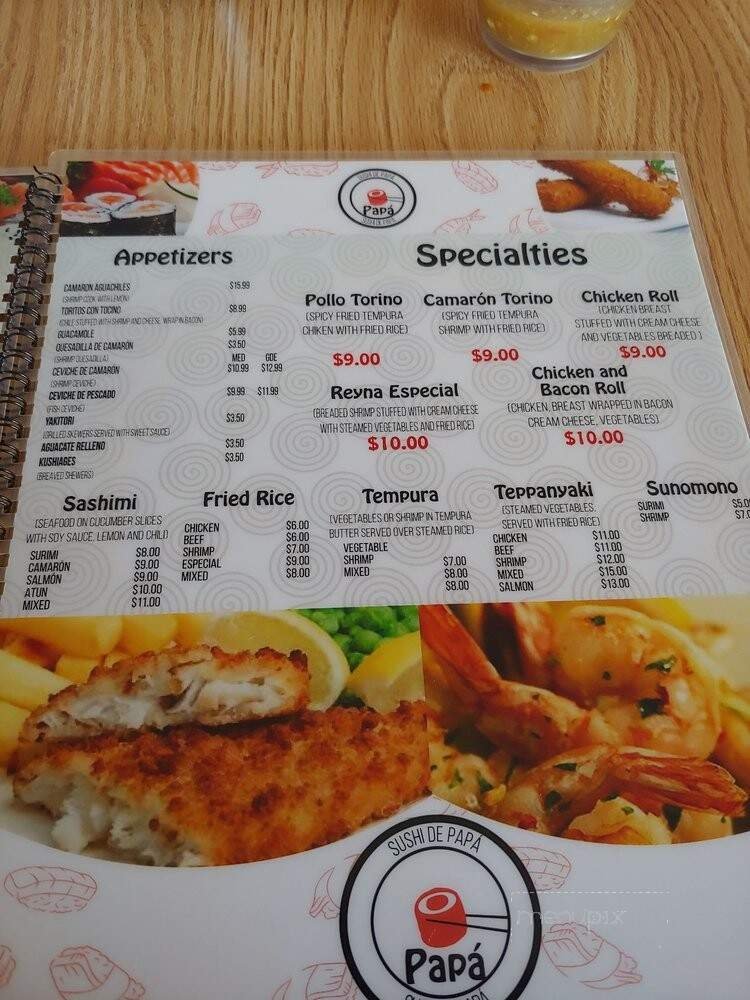 SUSHI DE PAPÁ
Papá
Appetizers
CAMARON AGUACHILES $15.99
(SHRIMP COOK WITH LEMON)
TORITOS CON TOCINO $8.99
(CHILE STUFFED WITH SHRIMP AND CHEESE, WRAP IN BACON)
GUACAMOLE $5.99
QUESADILLA DE CAMARÓN $3.50
(SHRIMP QUESADILLA)
MED GDE
CEVICHE DE CAMARÓN $10.99 $12.99
(SHRIMP CEVICHE)
CEVICHE DE PESCADO $9.99 $11.99
(FISH CEVICHE)
YAKITORI $3.50
(GRILLED SKEWERS SERVED WITH SWEET SAUCE)
AGUACATE RELLENO $3.50
KUSHIAGES $3.50
(BREAVED SHEWERS)
Specialties
Pollo Torino
(SPICY FRIED TEMPURA
CHIKEN WITH FRIED RICE)
$9.00
Camarón Torino
(SPICY FRIED TEMPURA
SHRIMP WITH FRIED RICE)
$9.00
Chicken Roll
(CHICKEN BREAST
STUFFED WITH CREAM CHEESE
AND VEGETABLES BREADED )
$9.00
Reyna Especial
(BREADED SHRIMP STUFFED WITH CREAM CHEESE
WITH STEAMED VEGETABLES AND FRIED RICE)
$10.00
Chicken and
Bacon Roll
(CHICKEN, BREAST WRAPPED IN BACON
CREAM CHEESE, VEGETABLES)
$10.00
Sashimi
(SEAFOOD ON CUCUMBER SLICES
WITH SOY SAUCE, LEMON AND CHILI)
SURIMI $8.00
CAMARÓN $9.00
SALMÓN $9.00
ATUN $10.00
MIXED $11.00
Fried Rice
CHICKEN $6.00
BEEF $6.00
SHRIMP $7.00
ESPECIAL $9.00
MIXED $8.00
Tempura
(VEGETABLES OR SHRIMP IN TEMPURA
BUTTER SERVED OVER STEAMED RICE)
VEGETABLE
SHRIMP $7.00
MIXED $8.00
$8.00
Teppanyaki
(STEAMED VEGETABLES,
SERVED WITH FRIED RICE)
CHICKEN $11.00
BEEF $11.00
SHRIMP $12.00
MIXED $15.00
SALMON $13.00
Sunomono
SURIMI $5.0
SHRIMP $7.
SUSHI DE PAPÁ
Papá
menupix